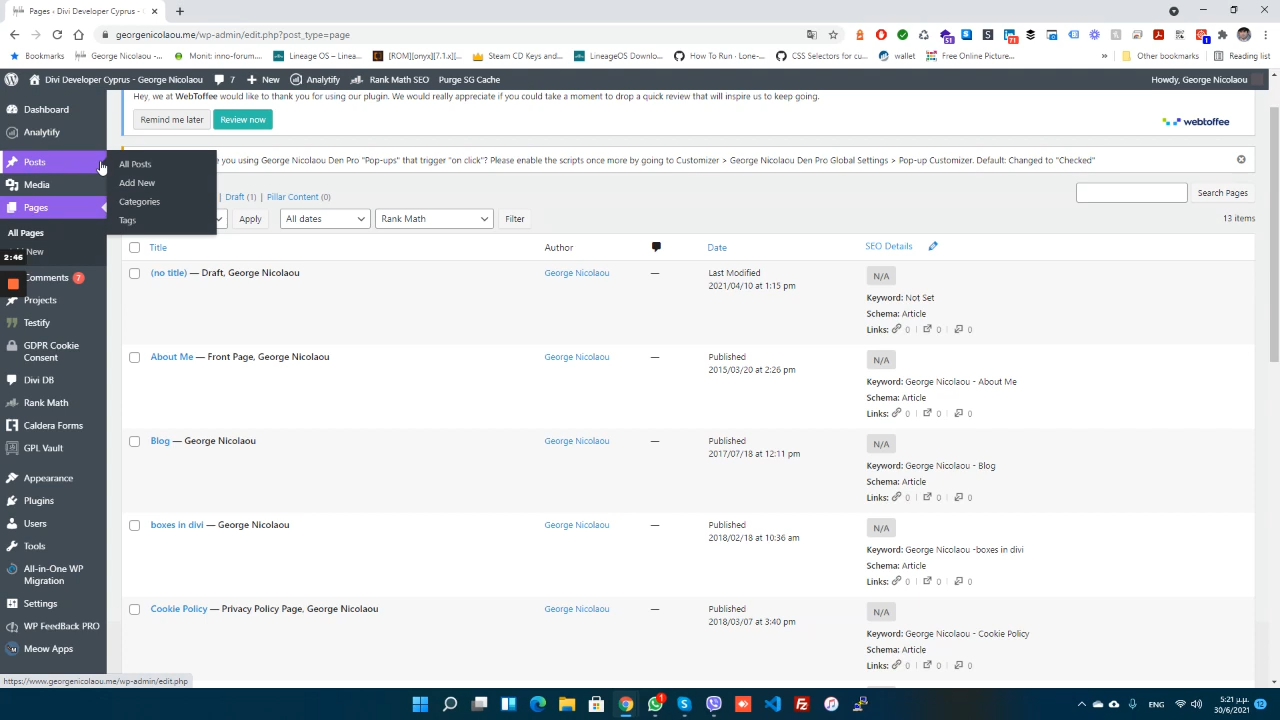 Pages ‹ Divi Developer Cyprus - G
georgenicolaou.me/wp-admin/edit.php?post_type=page
Bookmarks George Nicolaou -... Monit: inno-forum... LineageOS – Linea... [ROM][onyx][7.1.x][... Steam CD Keys and... LineageOS Downlo... How To Run · Lone-... CSS Selectors for c... wallet Free Online Pictur... » Other bookmarks Reading list
Divi Developer Cyprus - George Nicolaou 7 New Analytify Rank Math SEO Purge SG Cache Howdy, George Nicolaou
Hey, we at WebToffee would like to thank you for using our plugin. We would really appreciate if you could take a moment to drop a quick review that will inspire us to keep going.
Remind me later Review now
webtoffee
Dashboard
Analytify
Posts
Media
Pages
All Pages
New
Comments 7
Projects
Testify
GDPR Cookie
Consent
Divi DB
Rank Math
Caldera Forms
GPL Vault
Appearance
Plugins
Users
Tools
All-in-One WP
Migration
Settings
WP FeedBack PRO
Meow Apps
2:46
All Posts
Add New
Categories
Tags
you using George Nicolaou Den Pro "Pop-ups" that trigger "on click"? Please enable the scripts once more by going to Customizer > George Nicolaou Den Pro Global Settings > Pop-up Customizer. Default: Changed to "Checked"
Draft (1) | Pillar Content (0)
Search Pages
Apply All dates Rank Math Filter 13 items
Title Author Date SEO Details
(no title) — Draft, George Nicolaou George Nicolaou — Last Modified
2021/04/10 at 1:15 pm
N/A
Keyword: Not Set
Schema: Article
Links: 0 | 0 | 0
About Me — Front Page, George Nicolaou George Nicolaou — Published
2015/03/20 at 2:26 pm
N/A
Keyword: George Nicolaou - About Me
Schema: Article
Links: 0 | 0 | 0
Blog — George Nicolaou George Nicolaou — Published
2017/07/18 at 12:11 pm
N/A
Keyword: George Nicolaou - Blog
Schema: Article
Links: 0 | 0 | 0
boxes in divi — George Nicolaou George Nicolaou — Published
2018/02/18 at 10:36 am
N/A
Keyword: George Nicolaou -boxes in divi
Schema: Article
Links: 0 | 0 | 0
Cookie Policy — Privacy Policy Page, George Nicolaou George Nicolaou — Published
2018/03/07 at 3:40 pm
N/A
Keyword: George Nicolaou - Cookie Policy
Schema: Article
Links: 0 | 0 | 0
https://www.georgenicolaou.me/wp-admin/edit.php
ENG 5:21 μ.μ.
30/6/2021